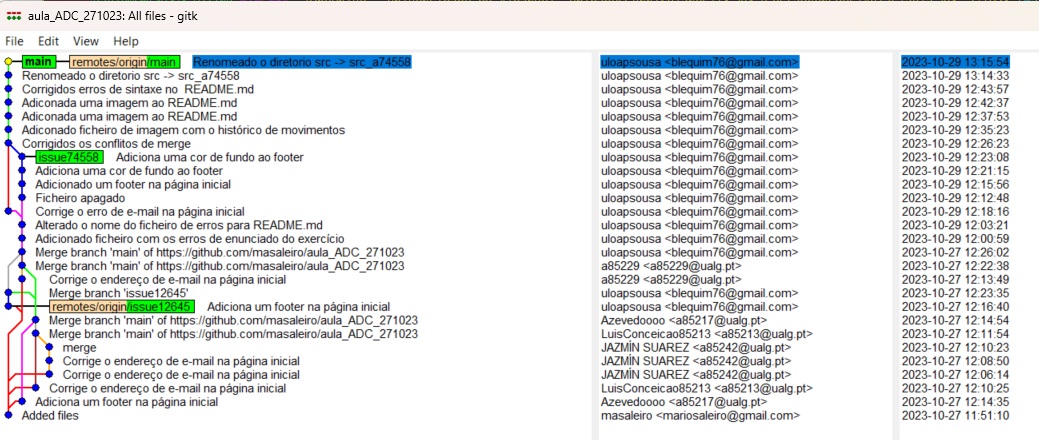 aula_ADC_271023: All files - gitk
File Edit View Help
main remotes/origin/main Renomeado o diretorio src -> src_a74558 uloapsousa <blequim76@gmail.com> 2023-10-29 13:15:54
Renomeado o diretorio src -> src_a74558 uloapsousa <blequim76@gmail.com> 2023-10-29 13:14:33
Corrigidos erros de sintaxe no README.md uloapsousa <blequim76@gmail.com> 2023-10-29 12:43:57
Adiconada uma imagem ao README.md uloapsousa <blequim76@gmail.com> 2023-10-29 12:42:37
Adiconada uma imagem ao README.md uloapsousa <blequim76@gmail.com> 2023-10-29 12:37:53
Adiconado ficheiro de imagem com o histórico de movimentos uloapsousa <blequim76@gmail.com> 2023-10-29 12:35:23
Corrigidos os conflitos de merge uloapsousa <blequim76@gmail.com> 2023-10-29 12:26:23
issue74558 Adiciona uma cor de fundo ao footer uloapsousa <blequim76@gmail.com> 2023-10-29 12:23:08
Adiciona uma cor de fundo ao footer uloapsousa <blequim76@gmail.com> 2023-10-29 12:21:15
Adicionado um footer na página inicial uloapsousa <blequim76@gmail.com> 2023-10-29 12:15:56
Ficheiro apagado uloapsousa <blequim76@gmail.com> 2023-10-29 12:12:48
Corrige o erro de e-mail na página inicial uloapsousa <blequim76@gmail.com> 2023-10-29 12:18:16
Alterado o nome do ficheiro de erros para README.md uloapsousa <blequim76@gmail.com> 2023-10-29 12:03:21
Adicionado ficheiro com os erros de enunciado do exercício uloapsousa <blequim76@gmail.com> 2023-10-29 12:00:59
Merge branch 'main' of https://github.com/masaleiro/aula_ADC_271023 uloapsousa <blequim76@gmail.com> 2023-10-27 12:26:02
Merge branch 'main' of https://github.com/masaleiro/aula_ADC_271023 a85229 <a85229@ualg.pt> 2023-10-27 12:22:38
Corrige o endereço de e-mail na página inicial a85229 <a85229@ualg.pt> 2023-10-27 12:13:49
Merge branch 'issue12645' uloapsousa <blequim76@gmail.com> 2023-10-27 12:23:35
remotes/origin/issue12645 Adiciona um footer na página inicial uloapsousa <blequim76@gmail.com> 2023-10-27 12:16:40
Merge branch 'main' of https://github.com/masaleiro/aula_ADC_271023 Azevedoooo <a85217@ualg.pt> 2023-10-27 12:14:54
Merge branch 'main' of https://github.com/masaleiro/aula_ADC_271023 LuisConceicao85213 <a85213@ualg.pt> 2023-10-27 12:11:54
merge JAZMÍN SUAREZ <a85242@ualg.pt> 2023-10-27 12:10:23
Corrige o endereço de e-mail na página inicial JAZMÍN SUAREZ <a85242@ualg.pt> 2023-10-27 12:08:50
Corrige o endereço de e-mail na página inicial JAZMÍN SUAREZ <a85242@ualg.pt> 2023-10-27 12:06:14
Corrige o endereço de e-mail na página inicial LuisConceicao85213 <a85213@ualg.pt> 2023-10-27 12:10:25
Adiciona um footer na página inicial Azevedoooo <a85217@ualg.pt> 2023-10-27 12:14:35
Added files masaleiro <mariosaleiro@gmail.com> 2023-10-27 11:51:10